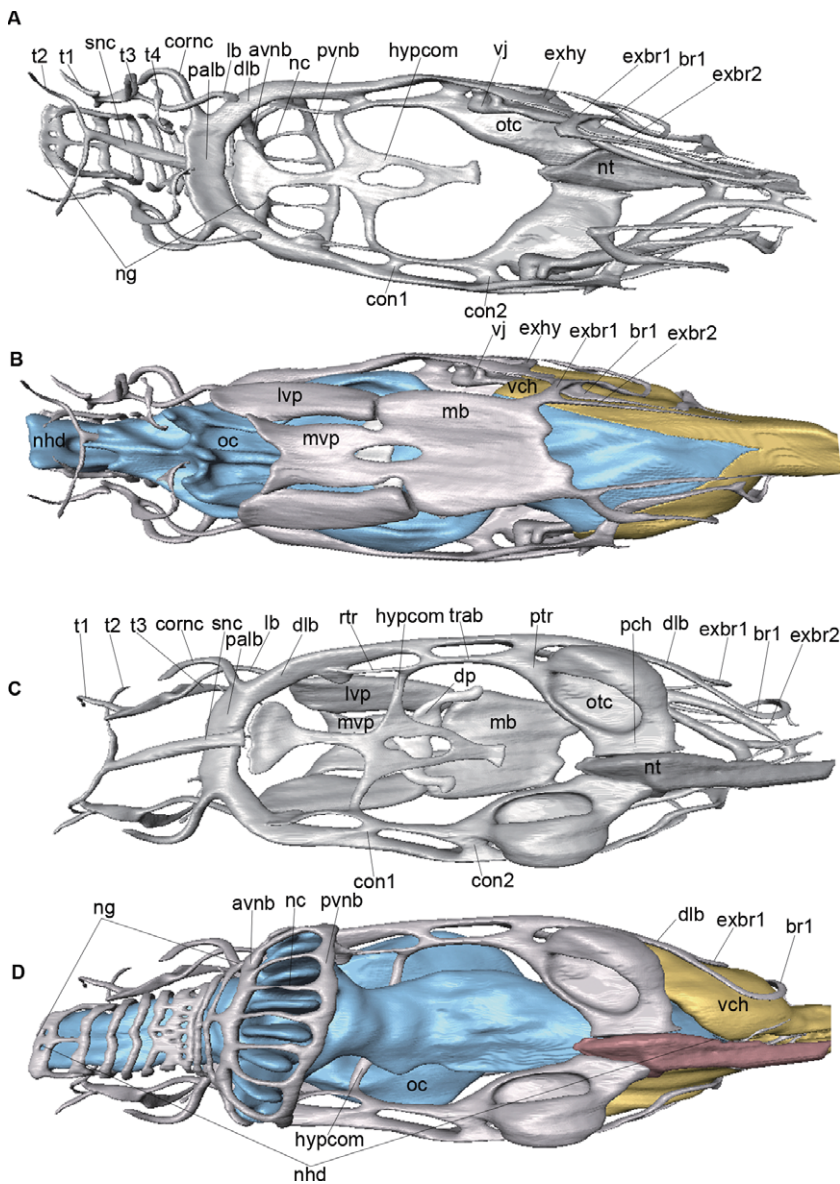 A
t2 t1 snc t3 t4 cornc palb lb dlb avnb nc pvnb hypcom vj exhy exbr1 br1 exbr2
otc
nt
ng
con1
con2
B
vj exhy exbr1 br1 exbr2
vch
lvp
mb
nhd oc mvp
C
t1 t2 t3 cornc snc palb lb dlb rtr hypcom trab ptr pch dlb exbr1 br1 exbr2
dp
lvp
otc
mvp mb
nt
con1 con2
D
ng avnb nc pvnb dlb exbr1 br1
vch
oc
hypcom
nhd